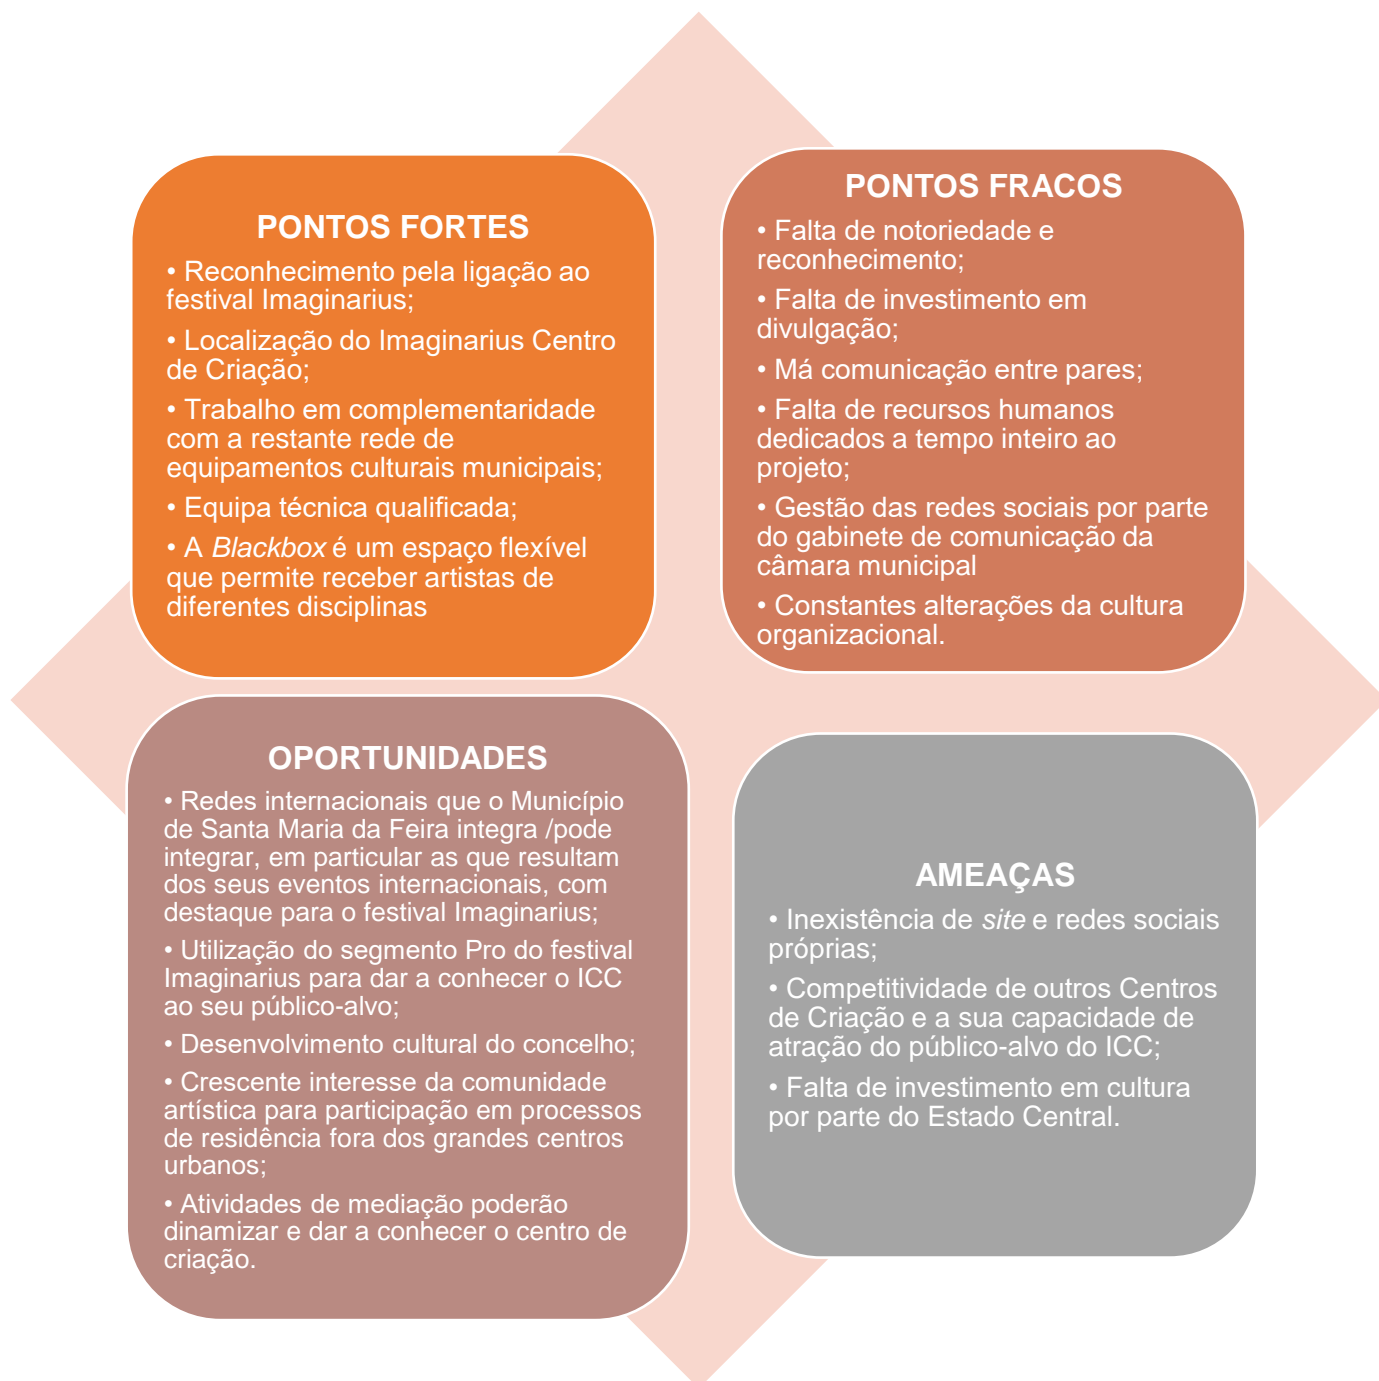 PONTOS FORTES
• Reconhecimento pela ligação ao
festival Imaginarius;
• Localização do Imaginarius Centro
de Criação;
• Trabalho em complementaridade
com a restante rede de
equipamentos culturais municipais;
• Equipa técnica qualificada;
• A Blackbox é um espaço flexível
que permite receber artistas de
diferentes disciplinas
PONTOS FRACOS
• Falta de notoriedade e
reconhecimento;
• Falta de investimento em
divulgação;
• Má comunicação entre pares;
• Falta de recursos humanos
dedicados a tempo inteiro ao
projeto;
• Gestão das redes sociais por parte
do gabinete de comunicação da
câmara municipal
• Constantes alterações da cultura
organizacional.
OPORTUNIDADES
• Redes internacionais que o Município
de Santa Maria da Feira integra /pode
integrar, em particular as que resultam
dos seus eventos internacionais, com
destaque para o festival Imaginarius;
• Utilização do segmento Pro do festival
Imaginarius para dar a conhecer o ICC
ao seu público-alvo;
• Desenvolvimento cultural do concelho;
• Crescente interesse da comunidade
artística para participação em processos
de residência fora dos grandes centros
urbanos;
• Atividades de mediação poderão
dinamizar e dar a conhecer o centro de
criação.
AMEAÇAS
• Inexistência de site e redes sociais
próprias;
• Competitividade de outros Centros
de Criação e a sua capacidade de
atração do público-alvo do ICC;
• Falta de investimento em cultura
por parte do Estado Central.